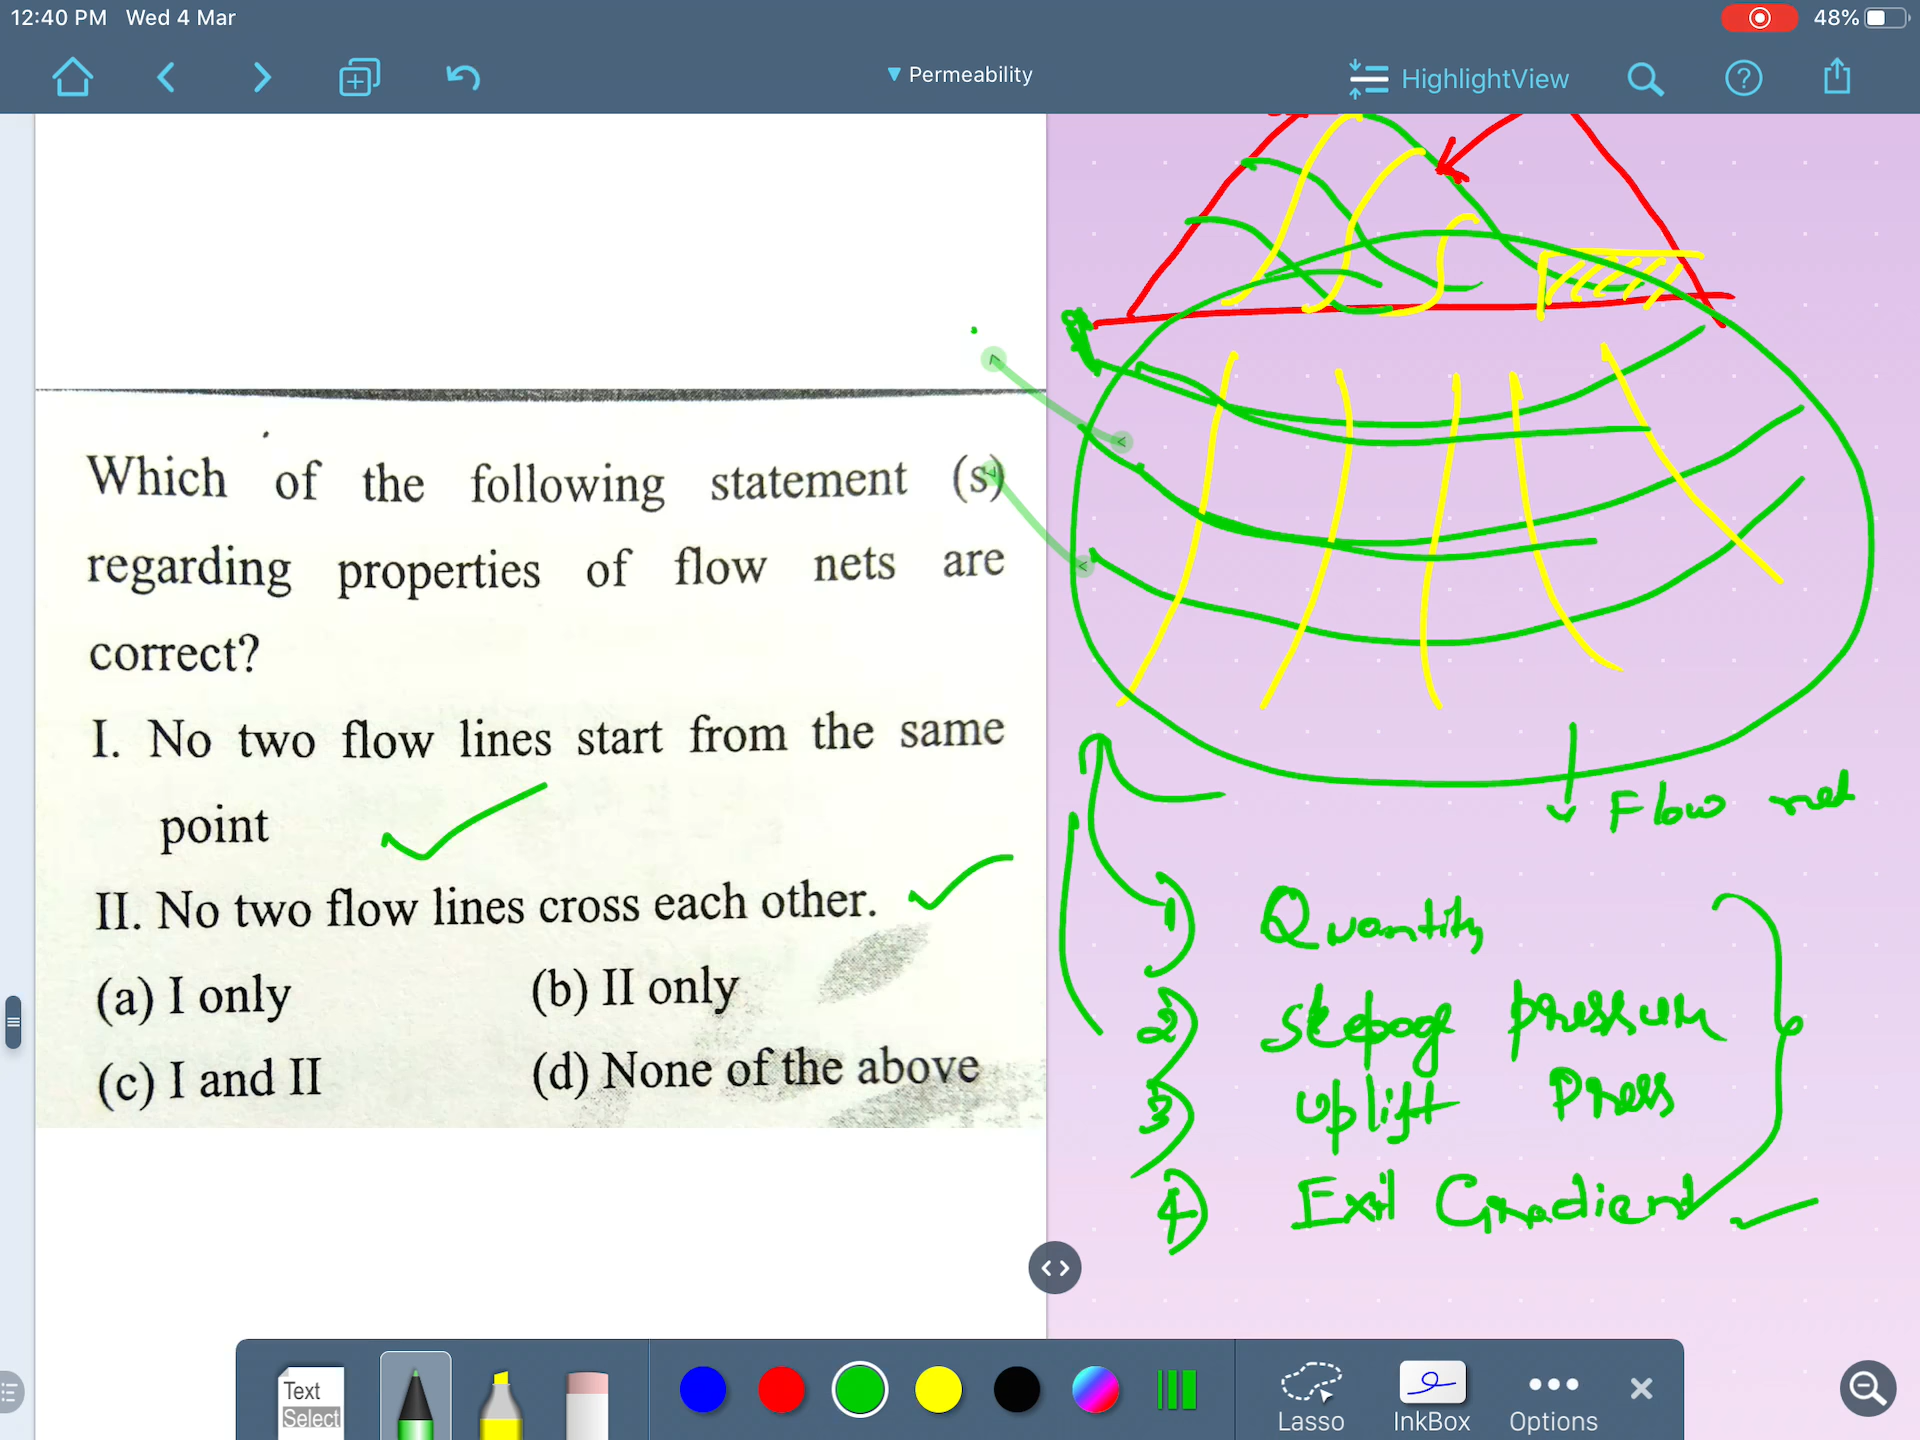 12:40 PM Wed 4 Mar
48%
▼ Permeability
HighlightView
Which of the following statement (s)
regarding properties of flow nets are
correct?
I. No two flow lines start from the same
point
II. No two flow lines cross each other.
(a) I only (b) II only
(c) I and II (d) None of the above
Flow net
1) Quantity
2) Seepage pressure
3) Uplift Press
4) Exit Gradient
Text
Select
Lasso
InkBox
Options